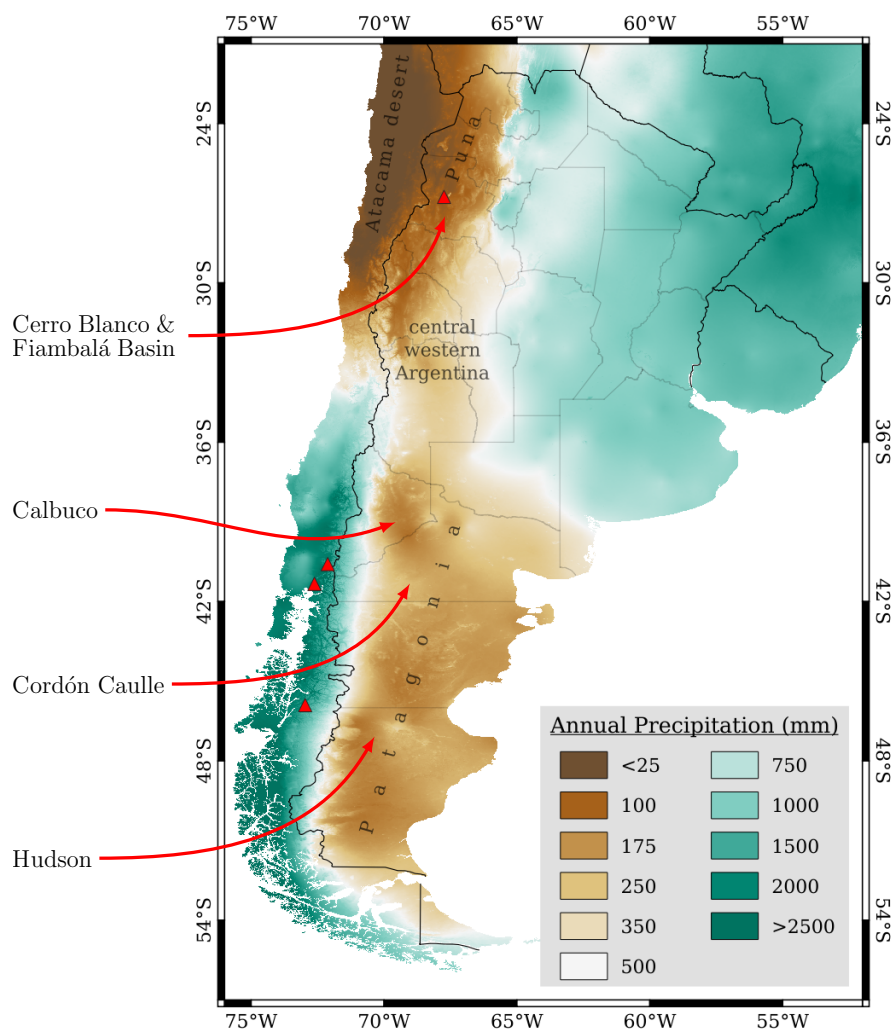 75°W 70°W 65°W 60°W 55°W
24°S
30°S
36°S
42°S
48°S
54°S
24°S
30°S
36°S
42°S
48°S
54°S
Atacama desert
Puna
Cerro Blanco &
Fiambalá Basin
central
western
Argentina
Calbuco
Cordón Caulle
Hudson
Patagonia
Annual Precipitation (mm)
<25
100
175
250
350
500
750
1000
1500
2000
>2500
75°W 70°W 65°W 60°W 55°W